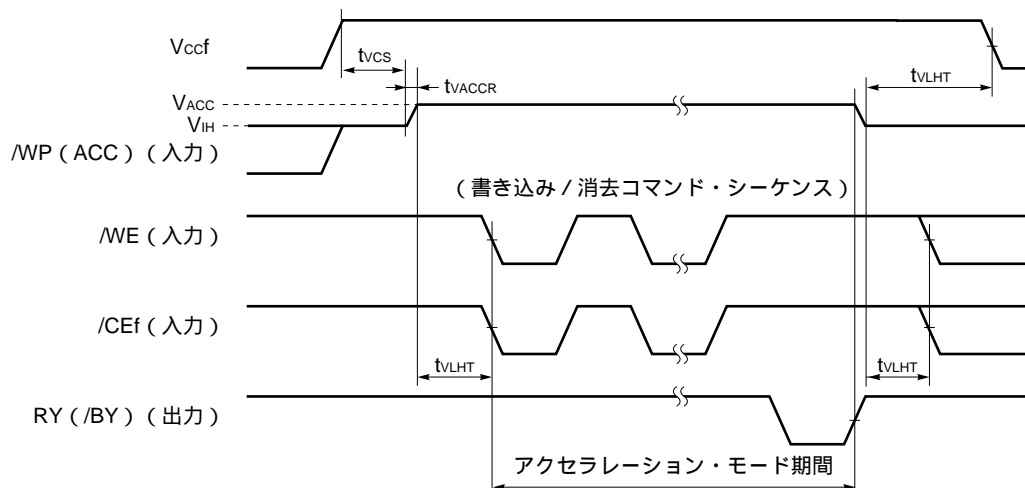 Vccf
tVCS
tVLHT
tVACCR
VACC
VIH
/WP（ACC）（入力）
（書き込み / 消去コマンド・シーケンス）
/WE（入力）
/CEf（入力）
tVLHT
tVLHT
RY（/BY）（出力）
アクセラレーション・モード期間